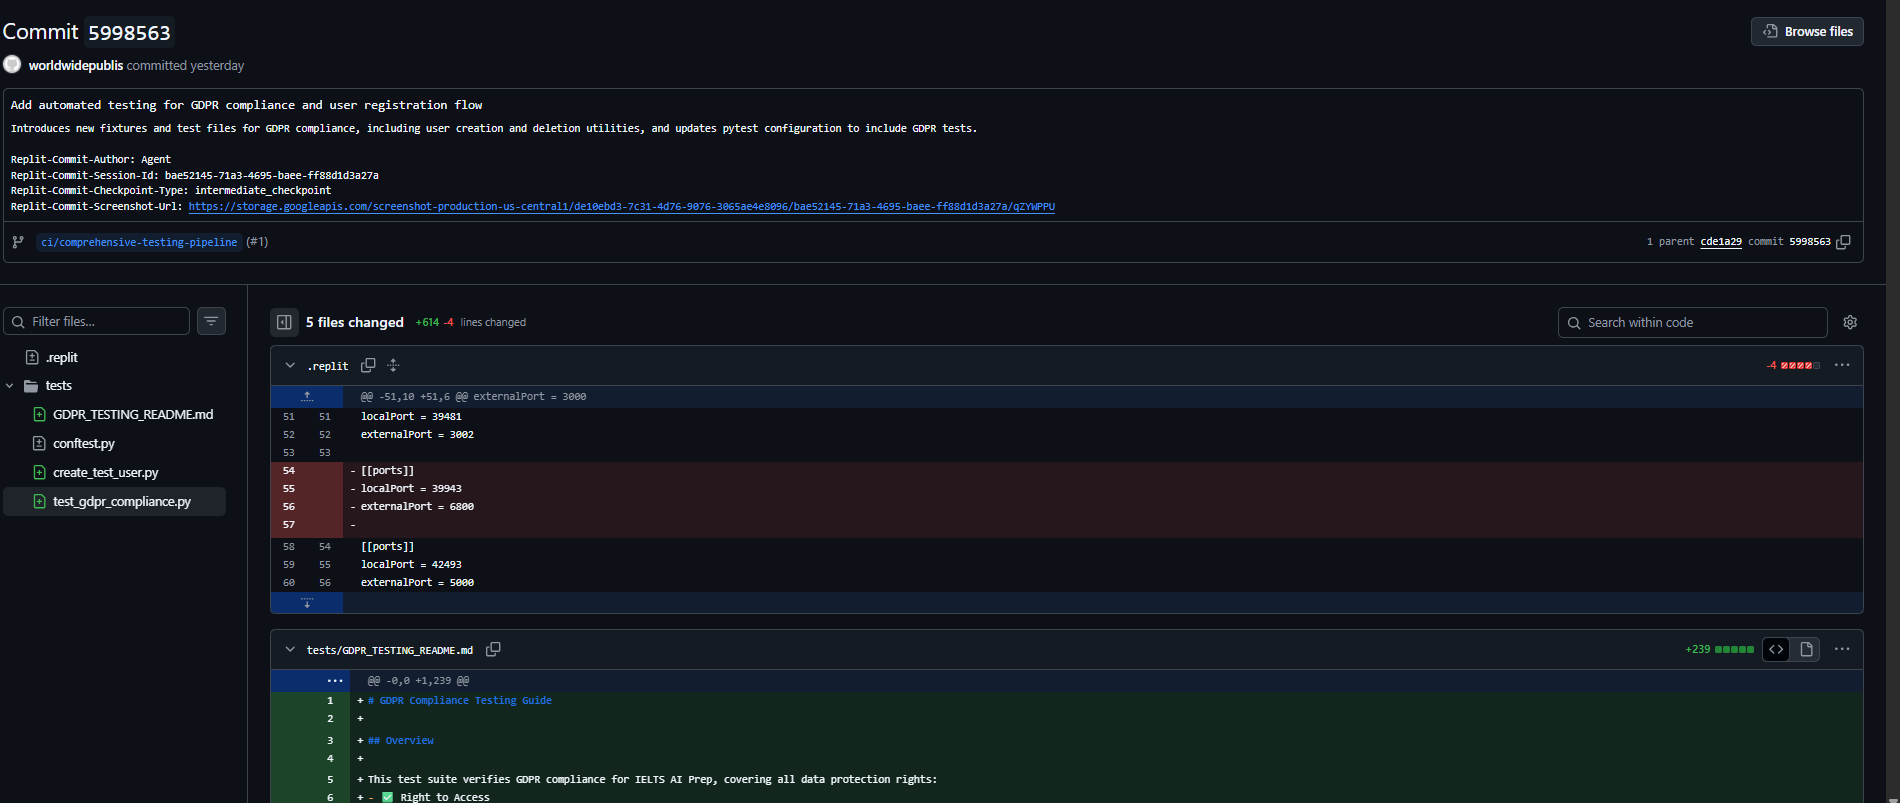 Commit 5998563
Browse files
worldwidepublis committed yesterday
Add automated testing for GDPR compliance and user registration flow
Introduces new fixtures and test files for GDPR compliance, including user creation and deletion utilities, and updates pytest configuration to include GDPR tests.
Replit-Commit-Author: Agent
Replit-Commit-Session-Id: bae52145-71a3-4695-baee-ff88d1d3a27a
Replit-Commit-Checkpoint-Type: intermediate_checkpoint
Replit-Commit-Screenshot-Url: https://storage.googleapis.com/screenshot-production-us-central1/de10ebd3-7c31-4d76-9076-3065ae4e8096/bae52145-71a3-4695-baee-ff88d1d3a27a/qZYWPPU
ci/comprehensive-testing-pipeline (#1)
1 parent cde1a29 commit 5998563
Filter files...
.replit
tests
GDPR_TESTING_README.md
conftest.py
create_test_user.py
test_gdpr_compliance.py
5 files changed +614 -4 lines changed
Search within code
.replit
-4
@@ -51,10 +51,6 @@ externalPort = 3000
51 51 localPort = 39481
52 52 externalPort = 3002
53 53
54 - [[ports]]
55 - localPort = 39943
56 - externalPort = 6800
57 -
58 54 [[ports]]
59 55 localPort = 42493
60 56 externalPort = 5000
tests/GDPR_TESTING_README.md
+239
@@ -0,0 +1,239 @@
1 + # GDPR Compliance Testing Guide
2 +
3 + ## Overview
4 +
5 + This test suite verifies GDPR compliance for IELTS AI Prep, covering all data protection rights:
6 + - ✅ Right to Access